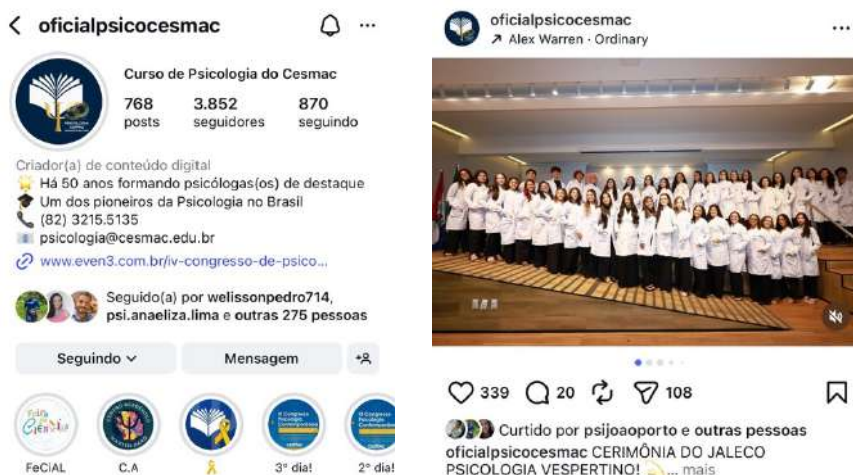 oficialpsicocesmac
Curso de Psicologia do Cesmac
768 3.852 870
posts seguidores seguindo
Criador(a) de conteúdo digital
🌟 Há 50 anos formando psicólogas(os) de destaque
🎓 Um dos pioneiros da Psicologia no Brasil
📞 (82) 3215.5135
📧 psicologia@cesmac.edu.br
www.even3.com.br/iv-congresso-de-psico...
Seguido(a) por welissonpedro714,
psi.anaeliza.lima e outras 275 pessoas
Seguindo Mensagem
FeCiAL C.A 🎗 3° dia! 2° dia!
oficialpsicocesmac
Alex Warren · Ordinary
339 20 108
Curtido por psijoaoporto e outras pessoas
oficialpsicocesmac CERIMÔNIA DO JALECO
PSICOLOGIA VESPERTINO! ... mais